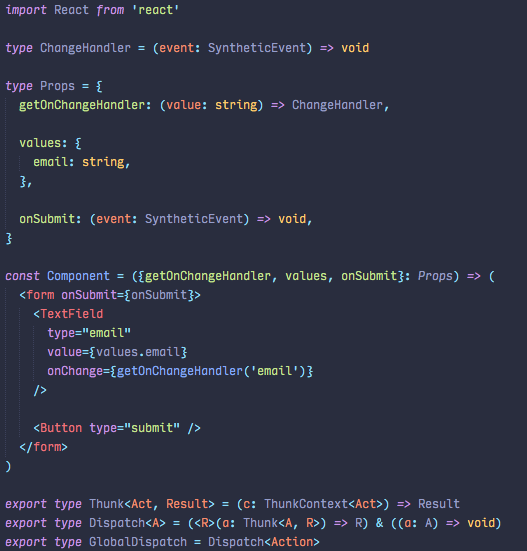 import React from 'react'
type ChangeHandler = (event: SyntheticEvent) => void
type Props = {
  getOnChangeHandler: (value: string) => ChangeHandler,
  values: {
    email: string,
  },
  onSubmit: (event: SyntheticEvent) => void,
}
const Component = ({getOnChangeHandler, values, onSubmit}: Props) => (
  <form onSubmit={onSubmit}>
    <TextField
      type="email"
      value={values.email}
      onChange={getOnChangeHandler('email')}
    />
    <Button type="submit" />
  </form>
)
export type Thunk<Act, Result> = (c: ThunkContext<Act>) => Result
export type Dispatch<A> = (<R>(a: Thunk<A, R>) => R) & ((a: A) => void)
export type GlobalDispatch = Dispatch<Action>